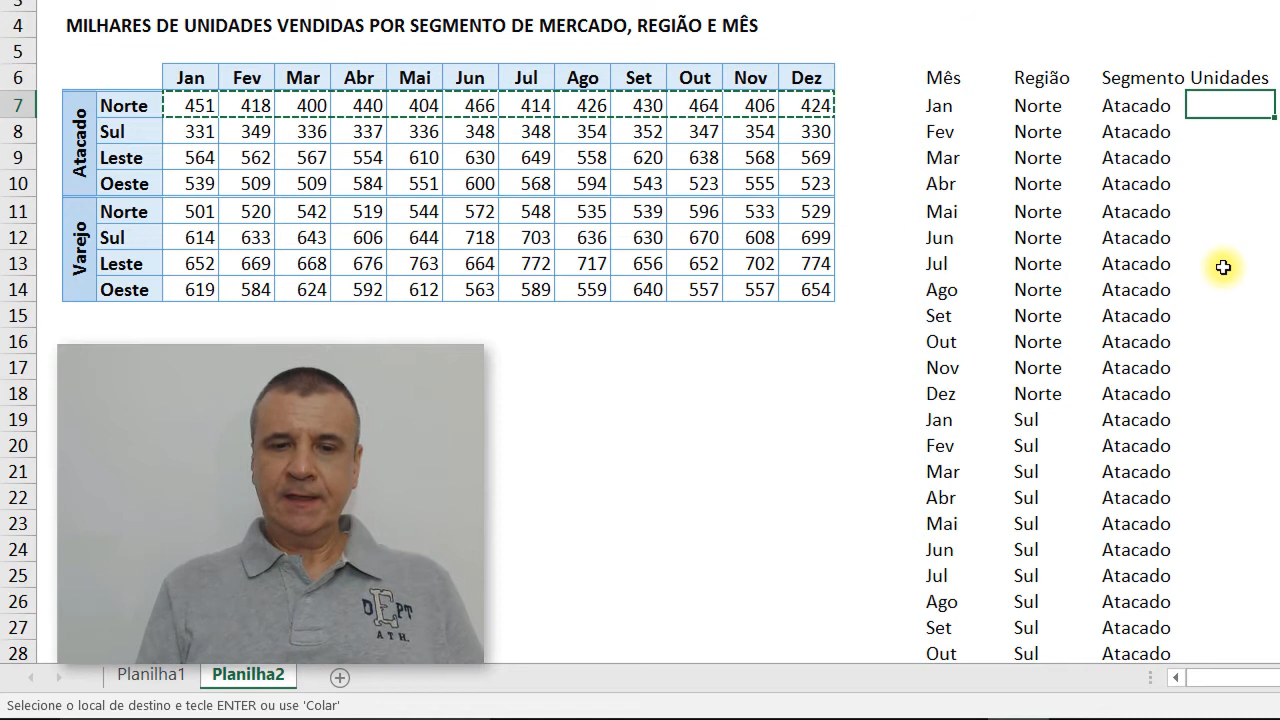 3
4 MILHARES DE UNIDADES VENDIDAS POR SEGMENTO DE MERCADO, REGIÃO E MÊS
5
6 Jan Fev Mar Abr Mai Jun Jul Ago Set Out Nov Dez Mês Região Segmento Unidades
Atacado
7 Norte 451 418 400 440 404 466 414 426 430 464 406 424 Jan Norte Atacado
8 Sul 331 349 336 337 336 348 348 354 352 347 354 330 Fev Norte Atacado
9 Leste 564 562 567 554 610 630 649 558 620 638 568 569 Mar Norte Atacado
10 Oeste 539 509 509 584 551 600 568 594 543 523 555 523 Abr Norte Atacado
Varejo
11 Norte 501 520 542 519 544 572 548 535 539 596 533 529 Mai Norte Atacado
12 Sul 614 633 643 606 644 718 703 636 630 670 608 699 Jun Norte Atacado
13 Leste 652 669 668 676 763 664 772 717 656 652 702 774 Jul Norte Atacado
14 Oeste 619 584 624 592 612 563 589 559 640 557 557 654 Ago Norte Atacado
15 Set Norte Atacado
16 Out Norte Atacado
17 Nov Norte Atacado
18 Dez Norte Atacado
19 Jan Sul Atacado
20 Fev Sul Atacado
21 Mar Sul Atacado
22 Abr Sul Atacado
23 Mai Sul Atacado
24 Jun Sul Atacado
25 Jul Sul Atacado
26 Ago Sul Atacado
27 Set Sul Atacado
28 Out Sul Atacado
DEPT
ATH.
Planilha1 Planilha2
Selecione o local de destino e tecle ENTER ou use 'Colar'